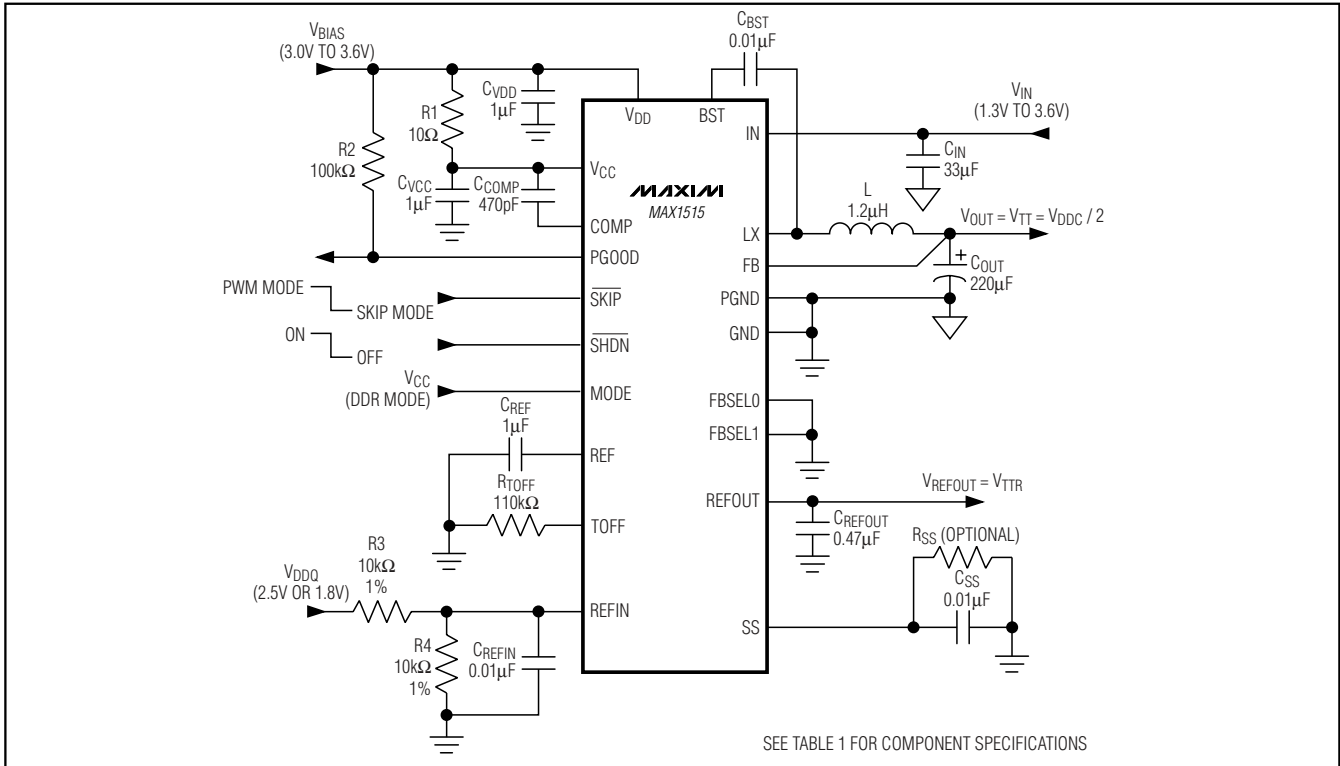 VBIAS
(3.0V TO 3.6V)
R2
100kΩ
R1
10Ω
CVDD
1µF
CVCC
1µF
CCOMP
470pF
CBST
0.01µF
VDD
BST
VCC
COMP
PGOOD
SKIP
SHDN
MODE
REF
TOFF
REFIN
MAXIM
MAX1515
IN
LX
FB
PGND
GND
FBSEL0
FBSEL1
REFOUT
SS
VIN
(1.3V TO 3.6V)
CIN
33µF
L
1.2µH
VOUT = VTT = VDDC / 2
+
COUT
220µF
PWM MODE
SKIP MODE
ON
OFF
VCC
(DDR MODE)
CREF
1µF
RTOFF
110kΩ
VDDQ
(2.5V OR 1.8V)
R3
10kΩ
1%
R4
10kΩ
1%
CREFIN
0.01µF
VREFOUT = VTTR
CREFOUT
0.47µF
RSS (OPTIONAL)
CSS
0.01µF
SEE TABLE 1 FOR COMPONENT SPECIFICATIONS